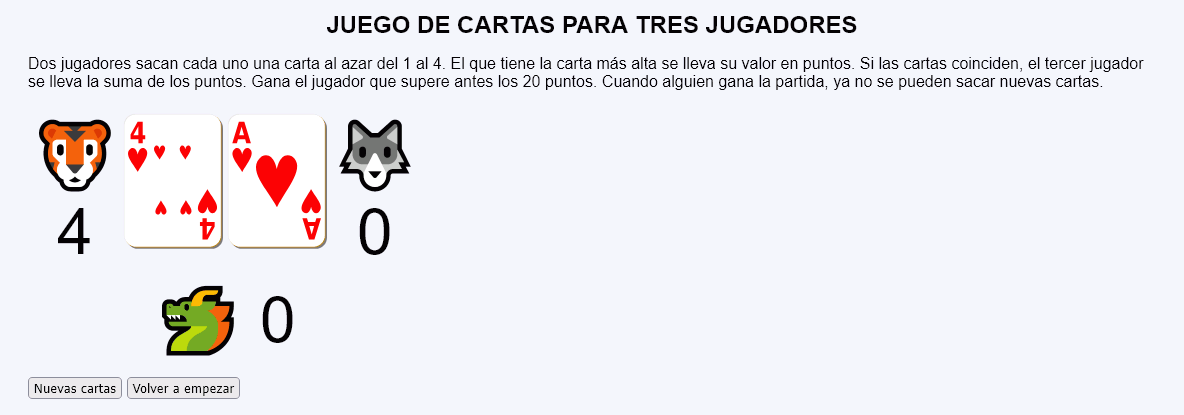 JUEGO DE CARTAS PARA TRES JUGADORES
Dos jugadores sacan cada uno una carta al azar del 1 al 4. El que tiene la carta más alta se lleva su valor en puntos. Si las cartas coinciden, el tercer jugador
se lleva la suma de los puntos. Gana el jugador que supere antes los 20 puntos. Cuando alguien gana la partida, ya no se pueden sacar nuevas cartas.
4 A
4 A
4 0
0
Nuevas cartas Volver a empezar